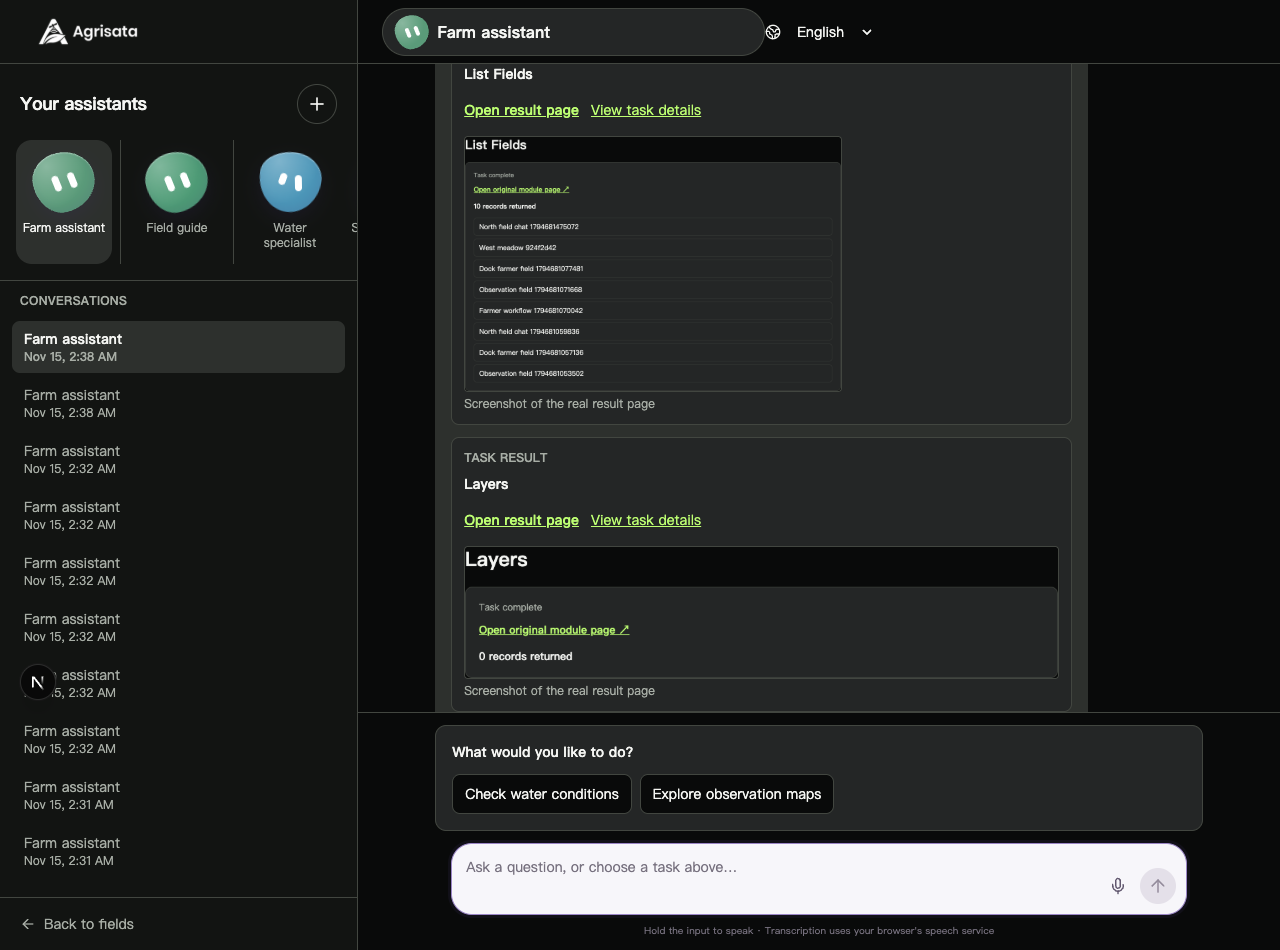 Agrisata
Farm assistant
English
Your assistants
Farm assistant
Field guide
Water
specialist
S
CONVERSATIONS
Farm assistant
Nov 15, 2:38 AM
Farm assistant
Nov 15, 2:38 AM
Farm assistant
Nov 15, 2:32 AM
Farm assistant
Nov 15, 2:32 AM
Farm assistant
Nov 15, 2:32 AM
Farm assistant
Nov 15, 2:32 AM
assistant
15, 2:32 AM
N
Farm assistant
Nov 15, 2:32 AM
Farm assistant
Nov 15, 2:31 AM
Farm assistant
Nov 15, 2:31 AM
← Back to fields
List Fields
Open result page View task details
List Fields
Task complete
Open original module page ↗
10 records returned
North field chat 1794681475072
West meadow 924f2d42
Dock farmer field 1794681077481
Observation field 1794681071668
Farmer workflow 1794681070042
North field chat 1794681059836
Dock farmer field 1794681057136
Observation field 1794681053502
Screenshot of the real result page
TASK RESULT
Layers
Open result page View task details
Layers
Task complete
Open original module page ↗
0 records returned
Screenshot of the real result page
What would you like to do?
Check water conditions
Explore observation maps
Ask a question, or choose a task above...
Hold the input to speak · Transcription uses your browser's speech service